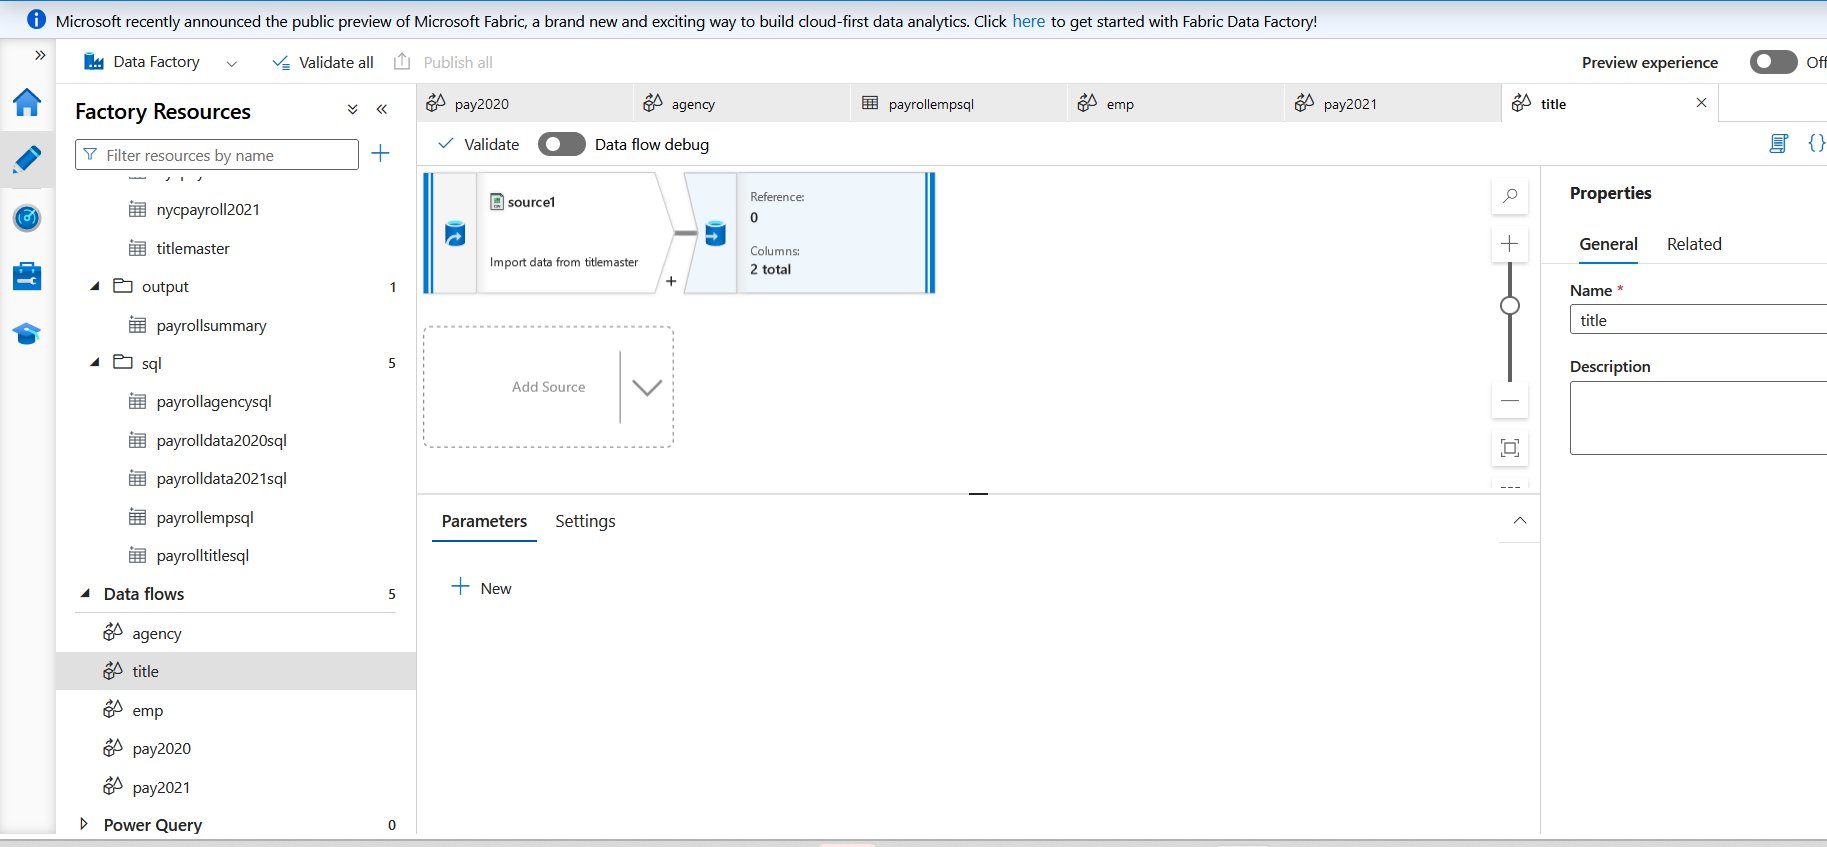 Microsoft recently announced the public preview of Microsoft Fabric, a brand new and exciting way to build cloud-first data analytics. Click here to get started with Fabric Data Factory!
Data Factory
Validate all
Publish all
Preview experience
Off
Factory Resources
Filter resources by name
nycpayroll2021
titlemaster
output 1
payrollsummary
sql 5
payrollagencysql
payrolldata2020sql
payrolldata2021sql
payrollempsql
payrolltitlesql
Data flows 5
agency
title
emp
pay2020
pay2021
Power Query 0
pay2020
agency
payrollempsql
emp
pay2021
title
Validate
Data flow debug
source1
Import data from titlemaster
+
Reference:
0
Columns:
2 total
Add Source
Parameters
Settings
New
Properties
General
Related
Name *
title
Description